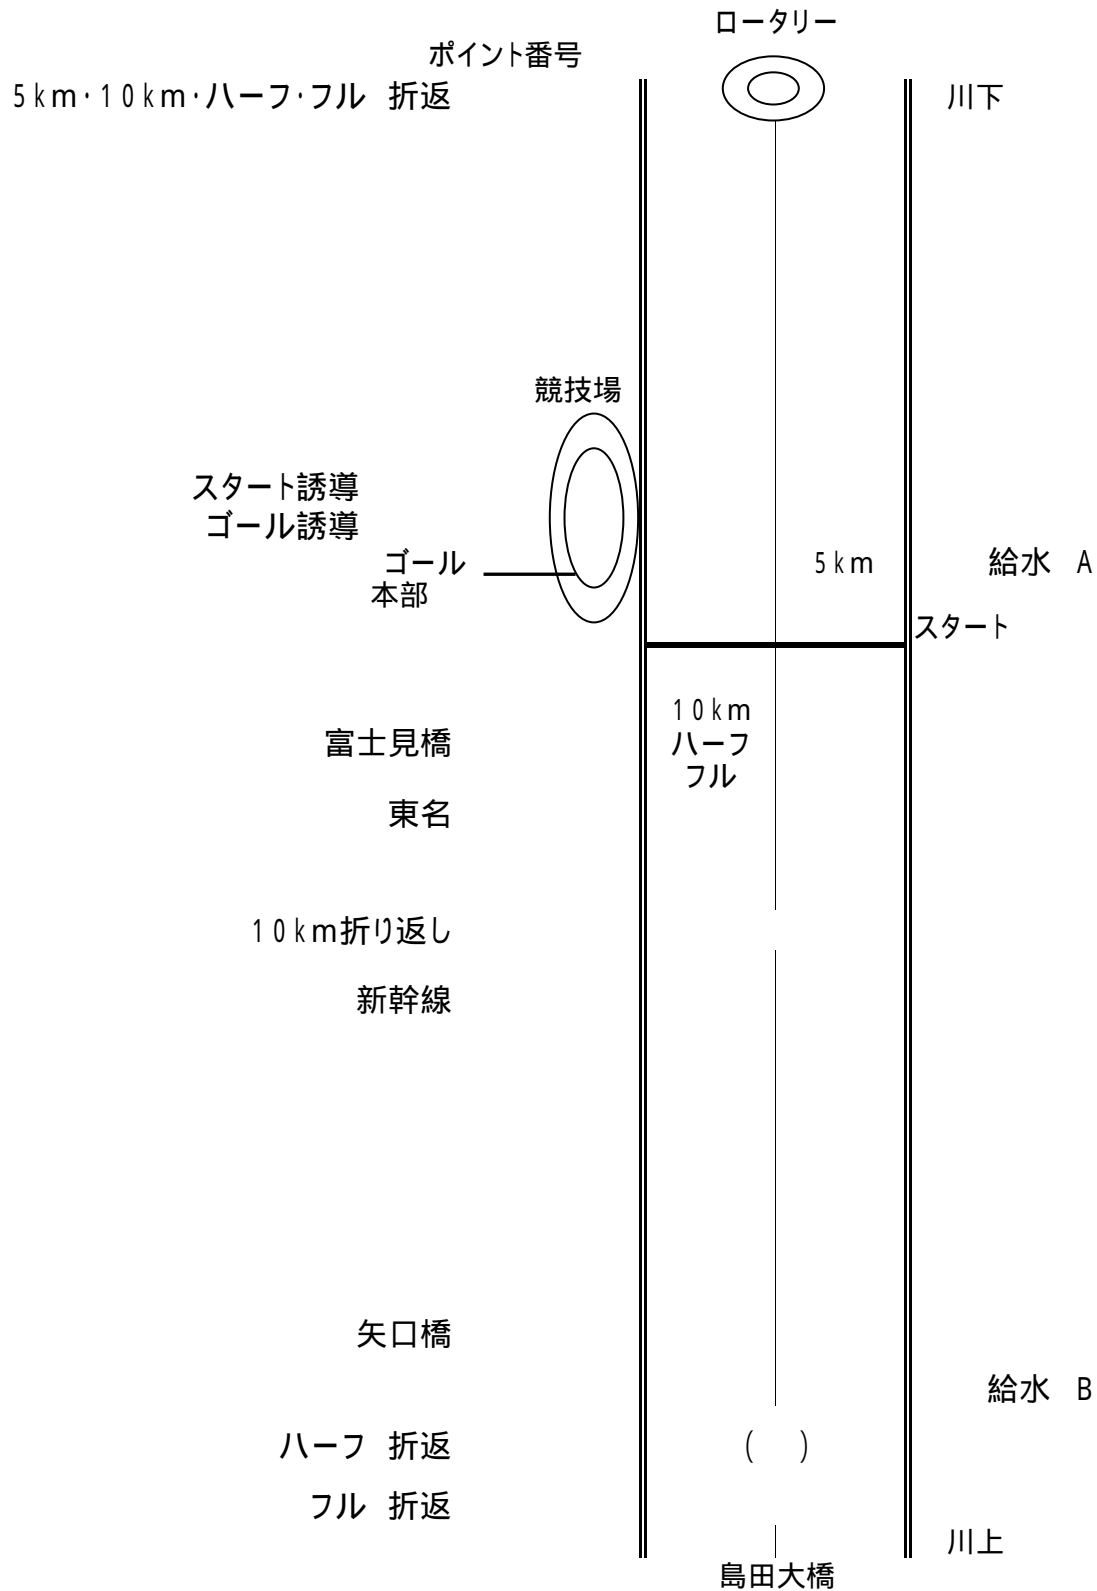 ロータリー
ポイント番号
5km・10km・ハーフ・フル 折返
川下
競技場
スタート誘導
ゴール誘導
ゴール
本部
5km
給水 A
スタート
10km
ハーフ
フル
富士見橋
東名
10km折り返し
新幹線
矢口橋
給水 B
ハーフ 折返
( )
フル 折返
川上
島田大橋